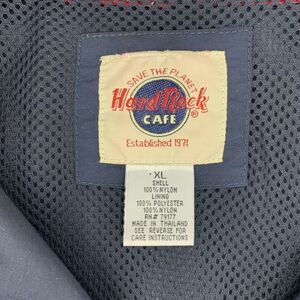 SAVE THE PLANET
Hard Rock
CAFE
®
Established 1971
XL
SHELL
100% NYLON
LINING
100% POLYESTER
100% NYLON
RN# 79177
MADE IN THAILAND
SEE REVERSE FOR
CARE INSTRUCTIONS